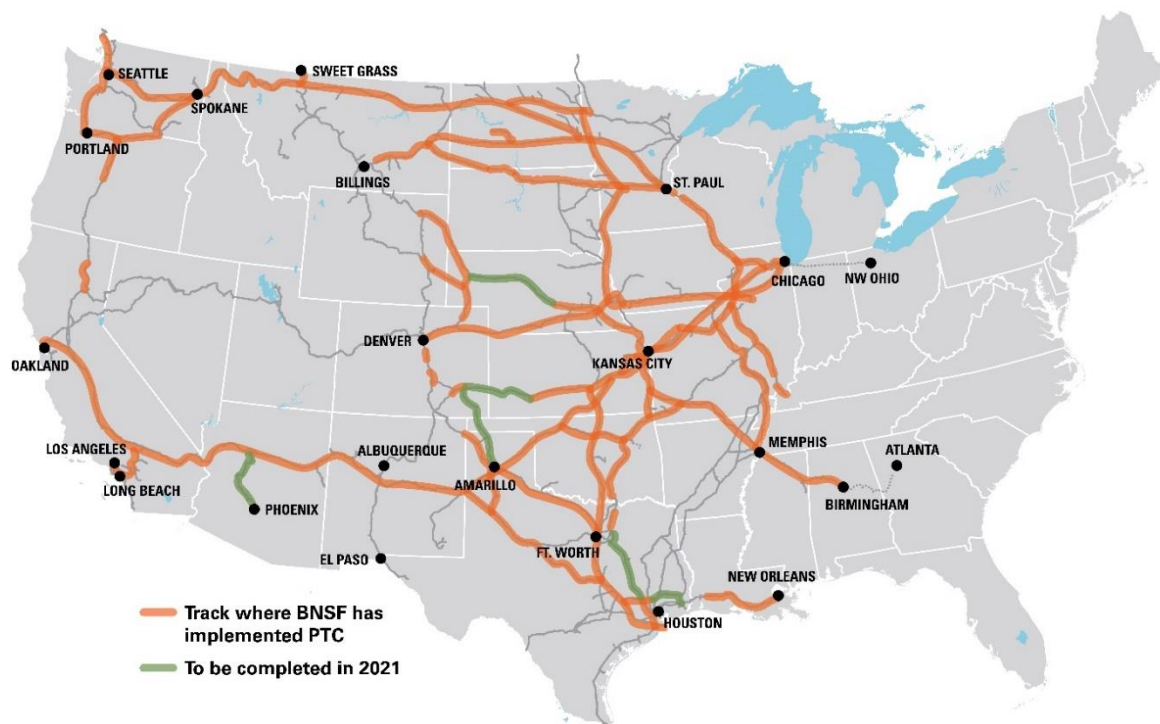 SEATTLE
SWEET GRASS
SPOKANE
PORTLAND
BILLINGS
ST. PAUL
CHICAGO
NW OHIO
DENVER
OAKLAND
KANSAS CITY
LOS ANGELES
ALBUQUERQUE
MEMPHIS
ATLANTA
LONG BEACH
AMARILLO
PHOENIX
BIRMINGHAM
EL PASO
FT. WORTH
NEW ORLEANS
HOUSTON
Track where BNSF has
implemented PTC
To be completed in 2021